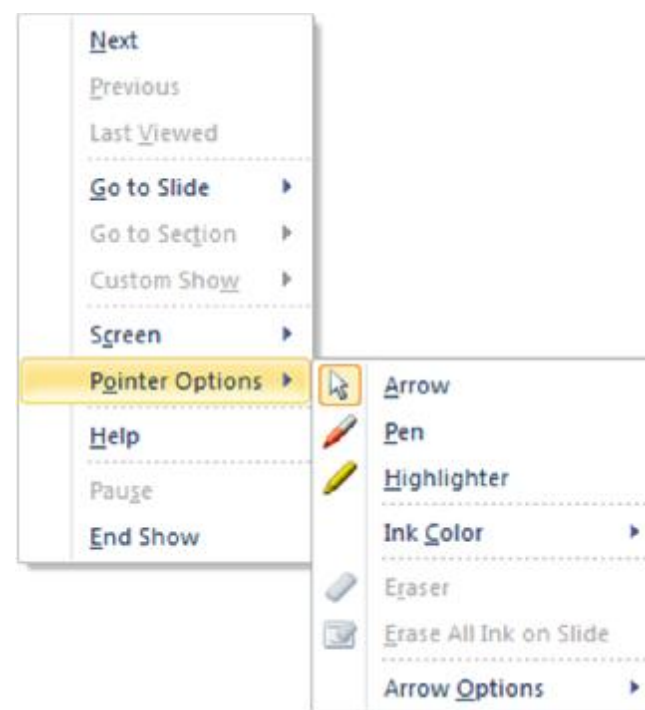 Next
Previous
Last Viewed
Go to Slide
Go to Section
Custom Show
Screen
Pointer Options
Help
Pause
End Show
Arrow
Pen
Highlighter
Ink Color
Eraser
Erase All Ink on Slide
Arrow Options